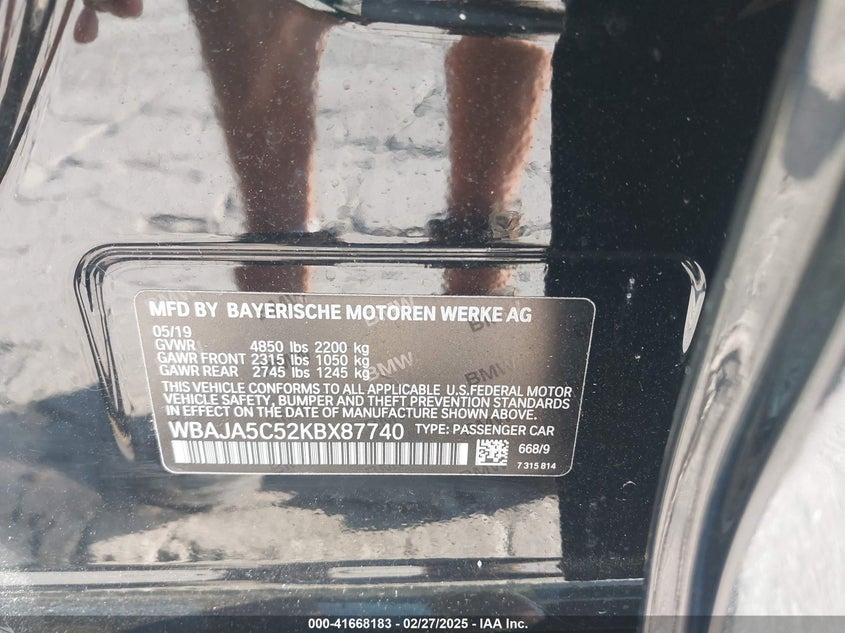 MFD BY BAYERISCHE MOTOREN WERKE AG
05/19
GVWR 4850 lbs 2200 kg
GAWR FRONT 2315 lbs 1050 kg
GAWR REAR 2745 lbs 1245 kg
THIS VEHICLE CONFORMS TO ALL APPLICABLE U.S.FEDERAL MOTOR
VEHICLE SAFETY, BUMPER AND THEFT PREVENTION STANDARDS
IN EFFECT ON THE DATE OF MANUFACTURE SHOWN ABOVE.
WBAJA5C52KBX87740 TYPE: PASSENGER CAR
668/9
7 315 814
000-41668183 - 02/27/2025 - IAA Inc.